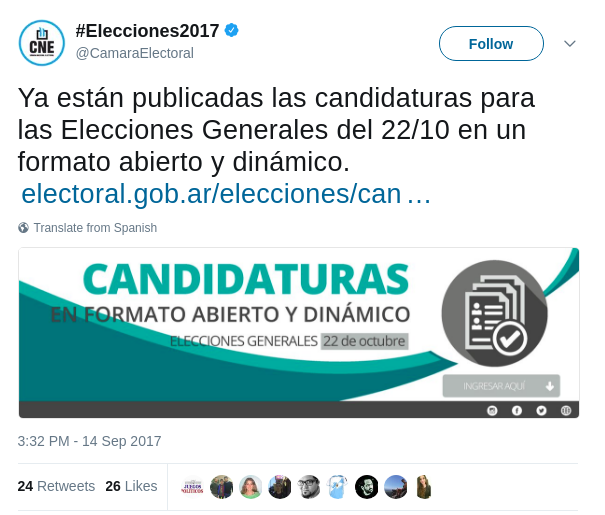 #Elecciones2017
@CamaraElectoral
CNE
Follow
Ya están publicadas las candidaturas para
las Elecciones Generales del 22/10 en un
formato abierto y dinámico.
electoral.gob.ar/elecciones/can…
Translate from Spanish
CANDIDATURAS
EN FORMATO ABIERTO Y DINÁMICO
ELECCIONES GENERALES 22 de octubre
INGRESAR AQUÍ
3:32 PM - 14 Sep 2017
24 Retweets 26 Likes
JUEGOS
POLÍTICOS